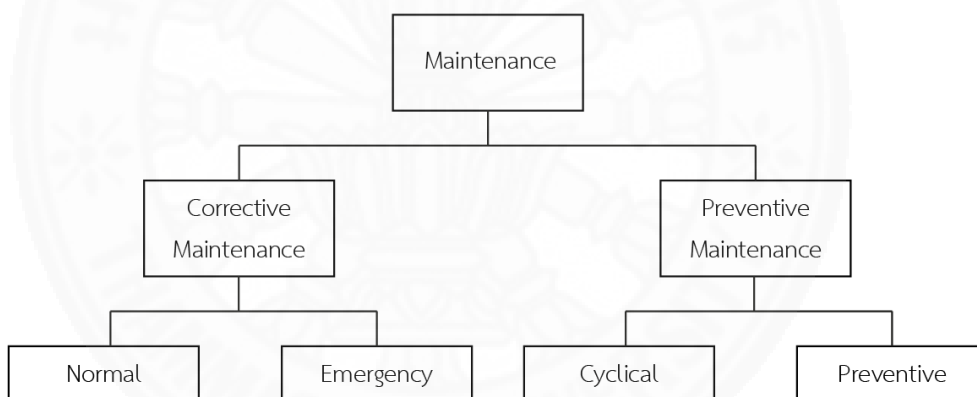 Maintenance
Corrective
Maintenance
Preventive
Maintenance
Normal
Emergency
Cyclical
Preventive